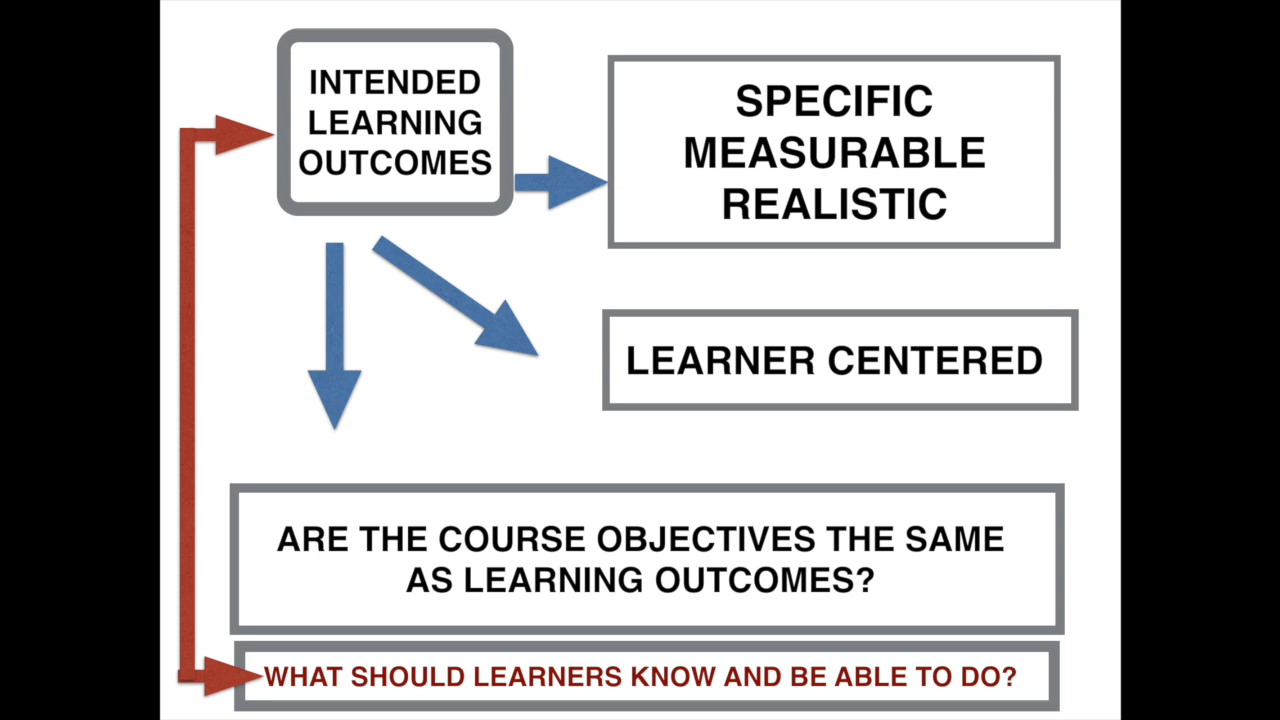 INTENDED
LEARNING
OUTCOMES
SPECIFIC
MEASURABLE
REALISTIC
LEARNER CENTERED
ARE THE COURSE OBJECTIVES THE SAME
AS LEARNING OUTCOMES?
WHAT SHOULD LEARNERS KNOW AND BE ABLE TO DO?